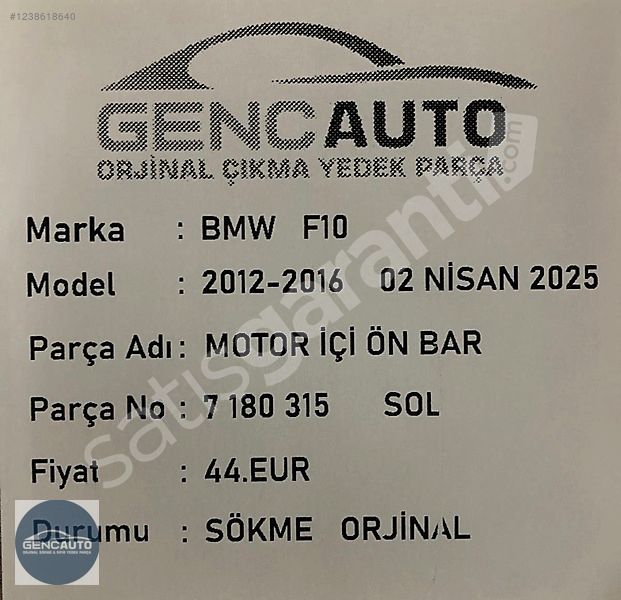 #1238618640
GENCAUTO
.com
ORJİNAL ÇIKMA YEDEK PARÇA
Marka : BMW F10
Model : 2012-2016 02 NİSAN 2025
satisgaranti
Parça Adı : MOTOR İÇİ ÖN BAR
Parça No : 7 180 315 SOL
Fiyat : 44.EUR
Durumu : SÖKME ORJİNAL
GENCAUTO